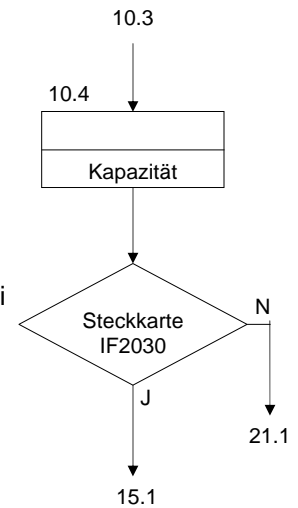 10.3
10.4
Kapazität
i
Steckkarte
IF2030
N
J
21.1
15.1